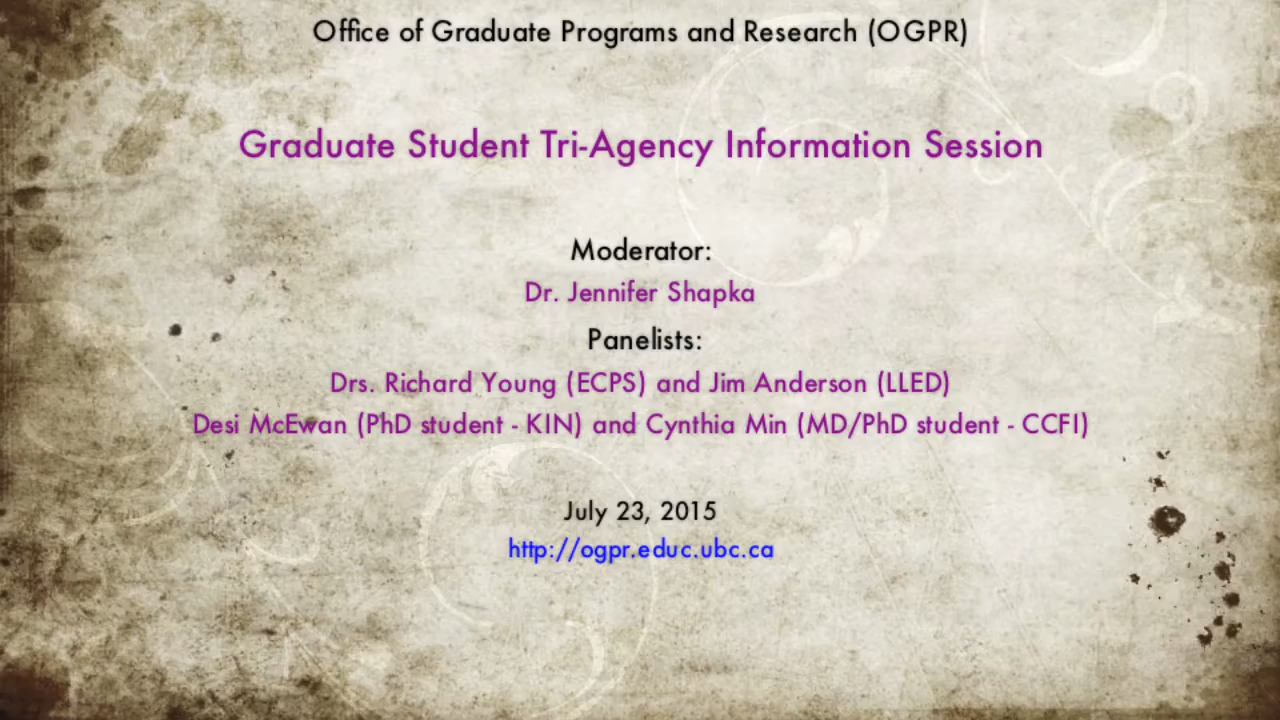 Office of Graduate Programs and Research (OGPR)
Graduate Student Tri-Agency Information Session
Moderator:
Dr. Jennifer Shapka
Panelists:
Drs. Richard Young (ECPS) and Jim Anderson (LLED)
Desi McEwan (PhD student - KIN) and Cynthia Min (MD/PhD student - CCFI)
July 23, 2015
http://ogpr.educ.ubc.ca